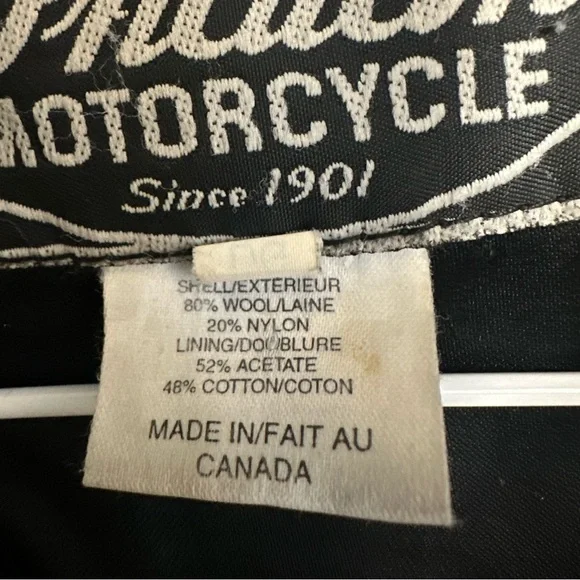 MOTORCYCLE
Since 1901
SHELL/EXTERIEUR
80% WOOL/LAINE
20% NYLON
LINING/DOUBLURE
52% ACETATE
48% COTTON/COTON
MADE IN/FAIT AU
CANADA